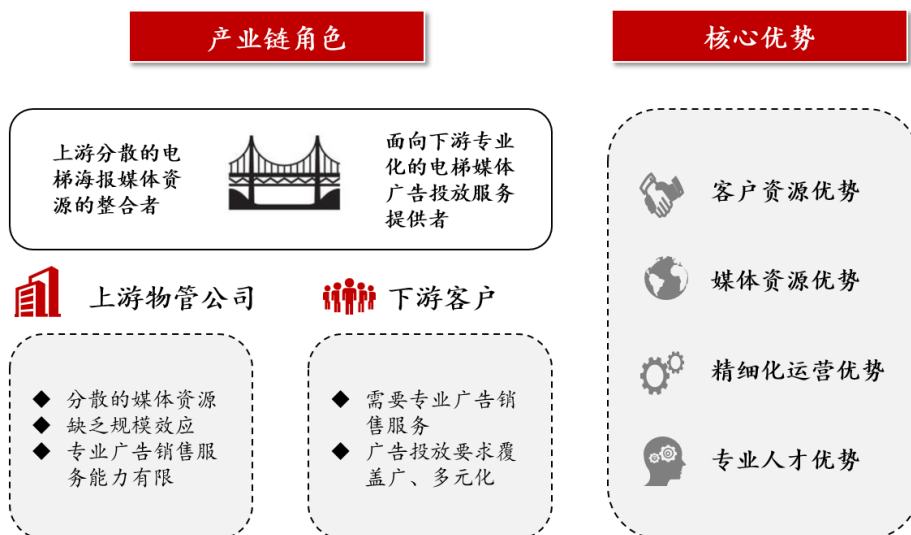 产业链角色
核心优势
上游分散的电
梯海报媒体资
源的整合者
面向下游专业
化的电梯媒体
广告投放服务
提供者
上游物管公司
下游客户
◆ 分散的媒体资源
◆ 缺乏规模效应
◆ 专业广告销售服
务能力有限
◆ 需要专业广告销
售服务
◆ 广告投放要求覆
盖广、多元化
客户资源优势
媒体资源优势
精细化运营优势
专业人才优势